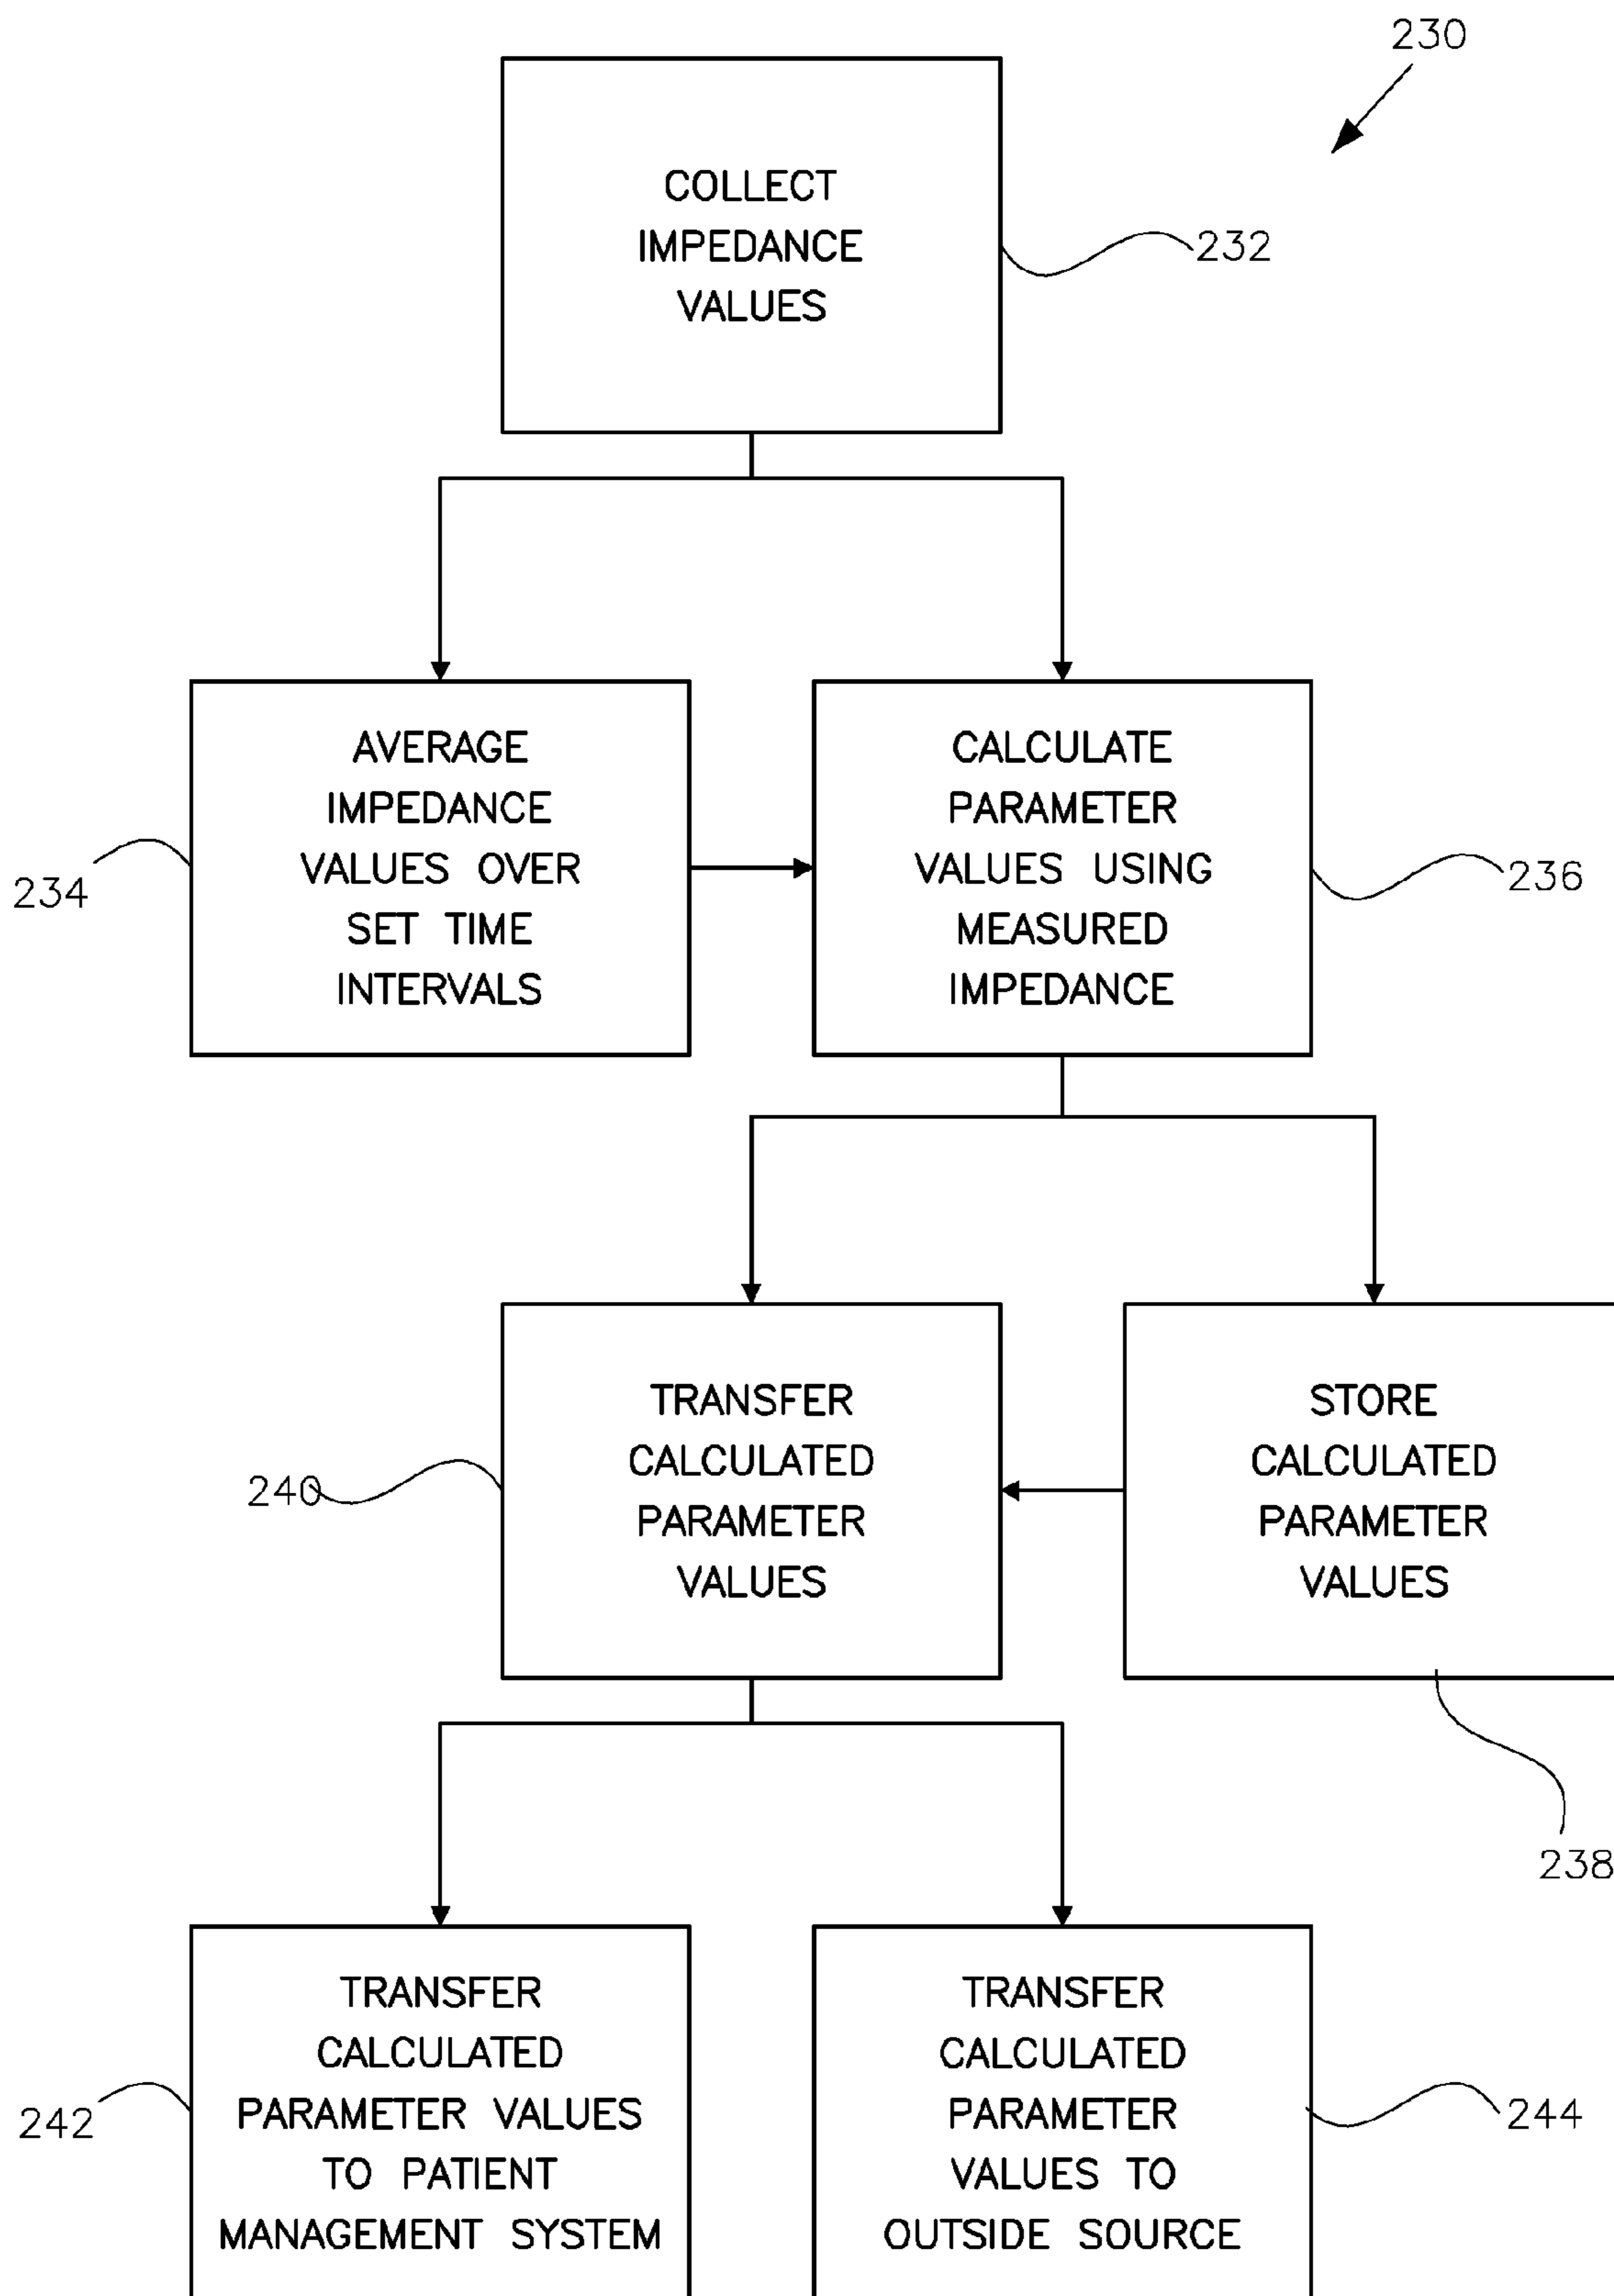 230
COLLECT
IMPEDANCE
VALUES
232
AVERAGE
IMPEDANCE
VALUES OVER
SET TIME
INTERVALS
234
CALCULATE
PARAMETER
VALUES USING
MEASURED
IMPEDANCE
236
TRANSFER
CALCULATED
PARAMETER
VALUES
240
STORE
CALCULATED
PARAMETER
VALUES
238
TRANSFER
CALCULATED
PARAMETER VALUES
TO PATIENT
MANAGEMENT SYSTEM
242
TRANSFER
CALCULATED
PARAMETER
VALUES TO
OUTSIDE SOURCE
244